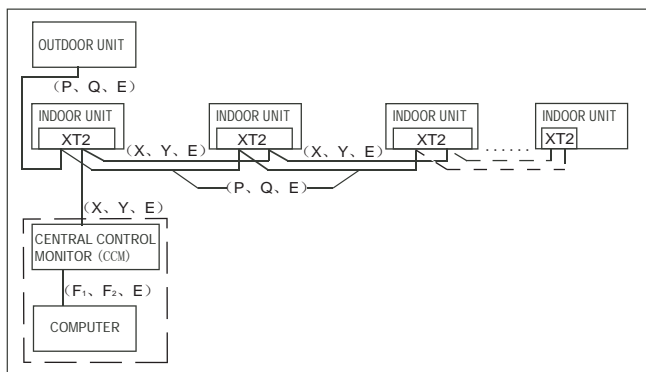 OUTDOOR UNIT
(P、Q、E)
INDOOR UNIT
XT2
INDOOR UNIT
XT2
INDOOR UNIT
XT2
INDOOR UNIT
XT2
(X、Y、E)
(X、Y、E)
......
(P、Q、E)
(X、Y、E)
CENTRAL CONTROL
MONITOR (CCM)
(F₁、F₂、E)
COMPUTER